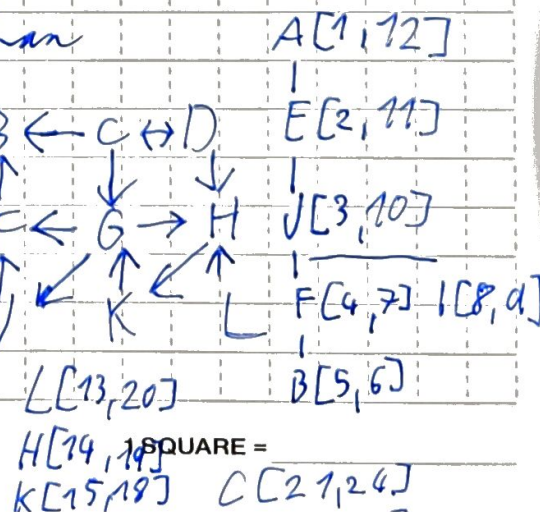 A[1,12]
B ← C ↔ D E[2,11]
← G → H J[3,10]
K L F[4,7] I[8,9]
L[13,20] B[5,6]
H[14,19] 1 SQUARE =
K[15,18] C[21,24]